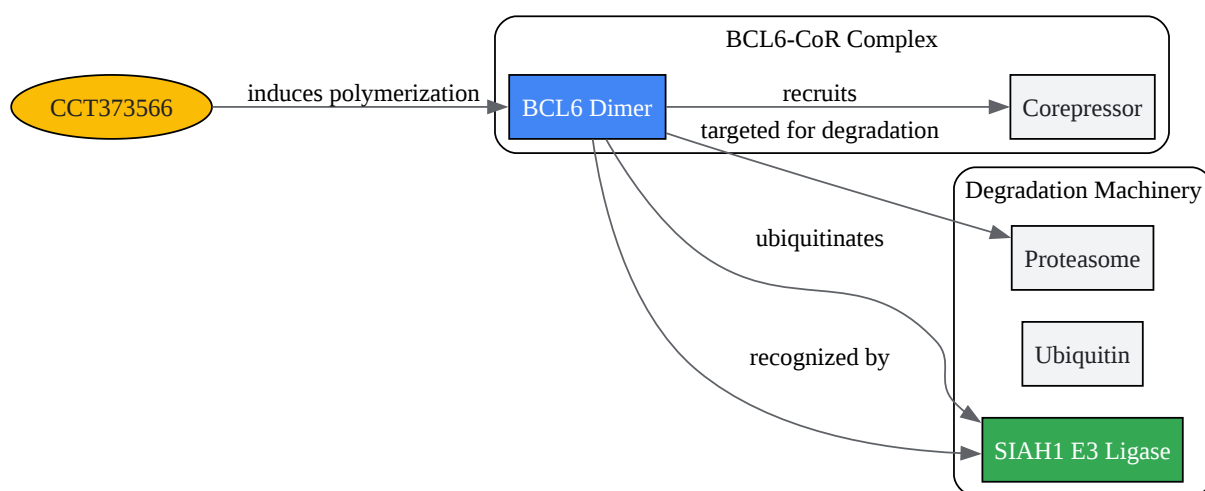 BCL6-CoR Complex
CCT373566
induces polymerization
BCL6 Dimer
recruits
Corepressor
targeted for degradation
Degradation Machinery
ubiquitinates
Proteasome
Ubiquitin
recognized by
SIAH1 E3 Ligase